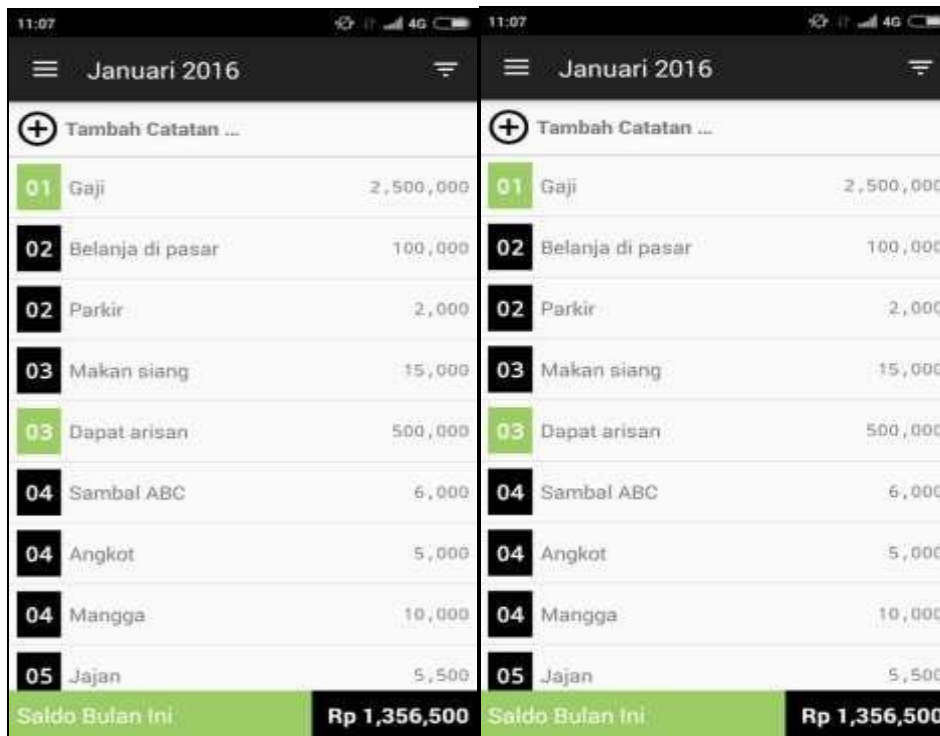 11:07 4G
Januari 2016
Tambah Catatan ...
01 Gaji 2,500,000
02 Belanja di pasar 100,000
02 Parkir 2,000
03 Makan siang 15,000
03 Dapat arisan 500,000
04 Sambal ABC 6,000
04 Angkot 5,000
04 Mangga 10,000
05 Jajan 5,500
Saldo Bulan Ini Rp 1,356,500
11:07 4G
Januari 2016
Tambah Catatan ...
01 Gaji 2,500,000
02 Belanja di pasar 100,000
02 Parkir 2,000
03 Makan siang 15,000
03 Dapat arisan 500,000
04 Sambal ABC 6,000
04 Angkot 5,000
04 Mangga 10,000
05 Jajan 5,500
Saldo Bulan Ini Rp 1,356,500